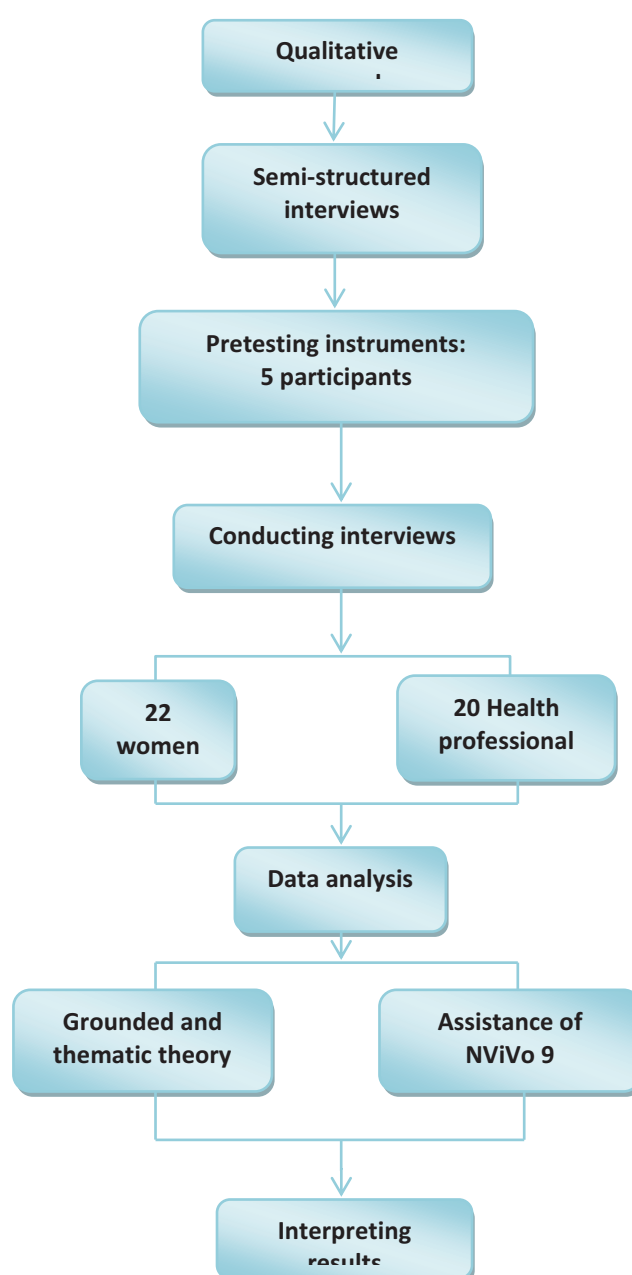 Qualitative
Semi-structured
interviews
Pretesting instruments:
5 participants
Conducting interviews
22
women
20 Health
professional
Data analysis
Grounded and
thematic theory
Assistance of
NViVo 9
Interpreting
results